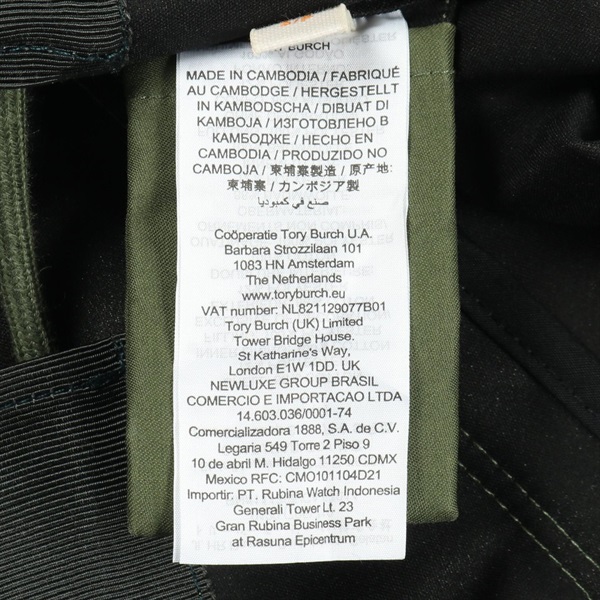 BURCH
MADE IN CAMBODIA / FABRIQUÉ
AU CAMBODGE / HERGESTELLT
IN KAMBODSCHA / DIBUAT DI
KAMBOJA / ИЗГОТОВЛЕНО В
КАМБОДЖЕ / HECHO EN
CAMBODIA / PRODUZIDO NO
CAMBOJA / 柬埔寨製造 / 原产地:
柬埔寨 / カンボジア製
صنع في كمبوديا
Coöperatie Tory Burch U.A.
Barbara Strozzilaan 101
1083 HN Amsterdam
The Netherlands
www.toryburch.eu
VAT number: NL821129077B01
Tory Burch (UK) Limited
Tower Bridge House.
St Katharine's Way,
London E1W 1DD. UK
NEWLUXE GROUP BRASIL
COMERCIO E IMPORTACAO LTDA
14.603.036/0001-74
Comercializadora 1888, S.A. de C.V.
Legaria 549 Torre 2 Piso 9
10 de abril M. Hidalgo 11250 CDMX
Mexico RFC: CMO101104D21
Importir: PT. Rubina Watch Indonesia
Generali Tower Lt. 23
Gran Rubina Business Park
at Rasuna Epicentrum